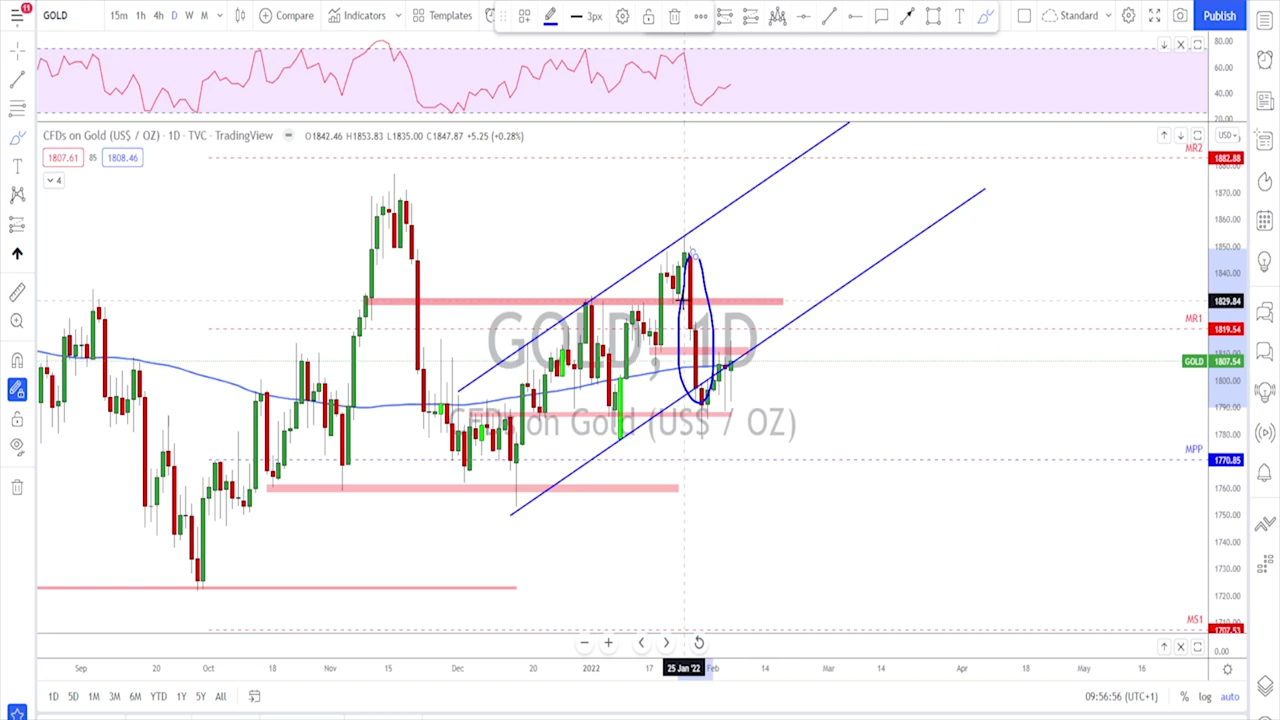 11
GOLD 15m 1h 4h D W M Compare Indicators Templates 3px Standard Publish
80.00
60.00
40.00
20.00
CFDs on Gold (US$ / OZ) · 1D · TVC · TradingView O1842.46 H1853.83 L1835.00 C1847.87 +5.25 (+0.28%)
USD
1807.61 85 1808.46
4
MR2 1882.88
1870.00
1860.00
1850.00
1840.00
1829.84
MR1 1819.54
GOLD, 1D
GOLD 1807.54
1800.00
1790.00
CFDs on Gold (US$ / OZ)
1780.00
MPP 1770.85
1760.00
1750.00
1740.00
1730.00
1720.00
MS1 1707.53
0.00
Sep 20 Oct 18 Nov 15 Dec 20 2022 17 25 Jan '22 Feb 14 Mar 14 Apr 18 May 16
1D 5D 1M 3M 6M YTD 1Y 5Y All 09:56:56 (UTC+1) % log auto